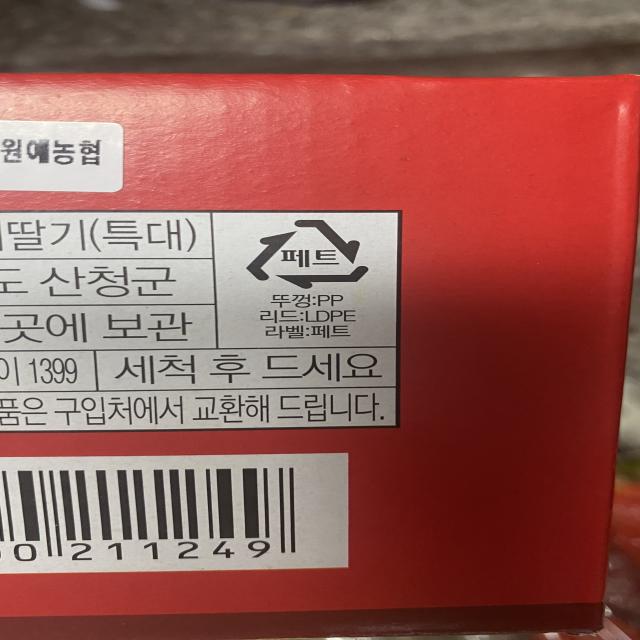 원예농협
딸기(특대)
페트
뚜껑:PP
리드:LDPE
라벨:페트
도 산청군
곳에 보관
이 1399
세척 후 드세요
품은 구입처에서 교환해 드립니다.
0 211249